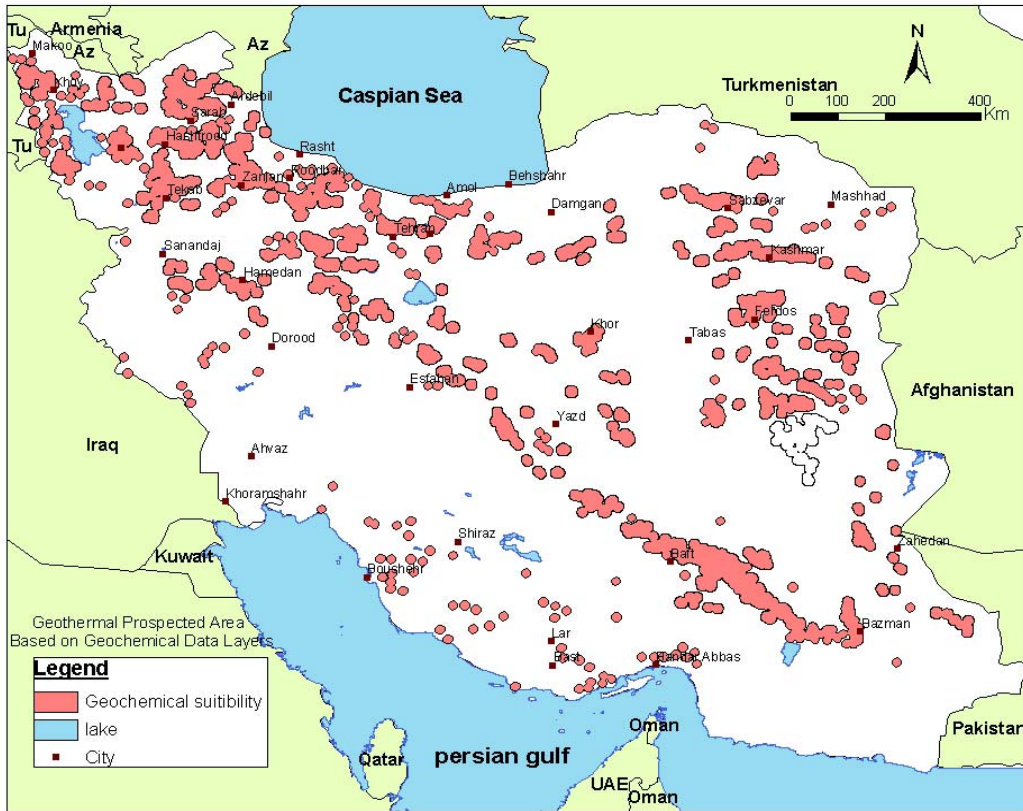 Tu
Armenia
Az
Az
Makoo
Khoy
Ardebil
Sarab
Hashtrood
Tu
Caspian Sea
Turkmenistan
N
0 100 200 400
Km
Rasht
Roodbar
Zanjan
Tekab
Amol
Behshahr
Damgan
Sabzevar
Mashhad
Tehran
Sanandaj
Kashmar
Hamedan
Ferdos
Khor
Tabas
Dorood
Esfahan
Afghanistan
Yazd
Iraq
Ahvaz
Khoramshahr
Shiraz
Zahedan
Kuwait
Baft
Boushehr
Bazman
Lar
Bast
Bandar Abbas
Geothermal Prospected Area
Based on Geochemical Data Layers
Legend
Geochemical suitibility
lake
City
Oman
Pakistan
Qatar
persian gulf
UAE
Oman